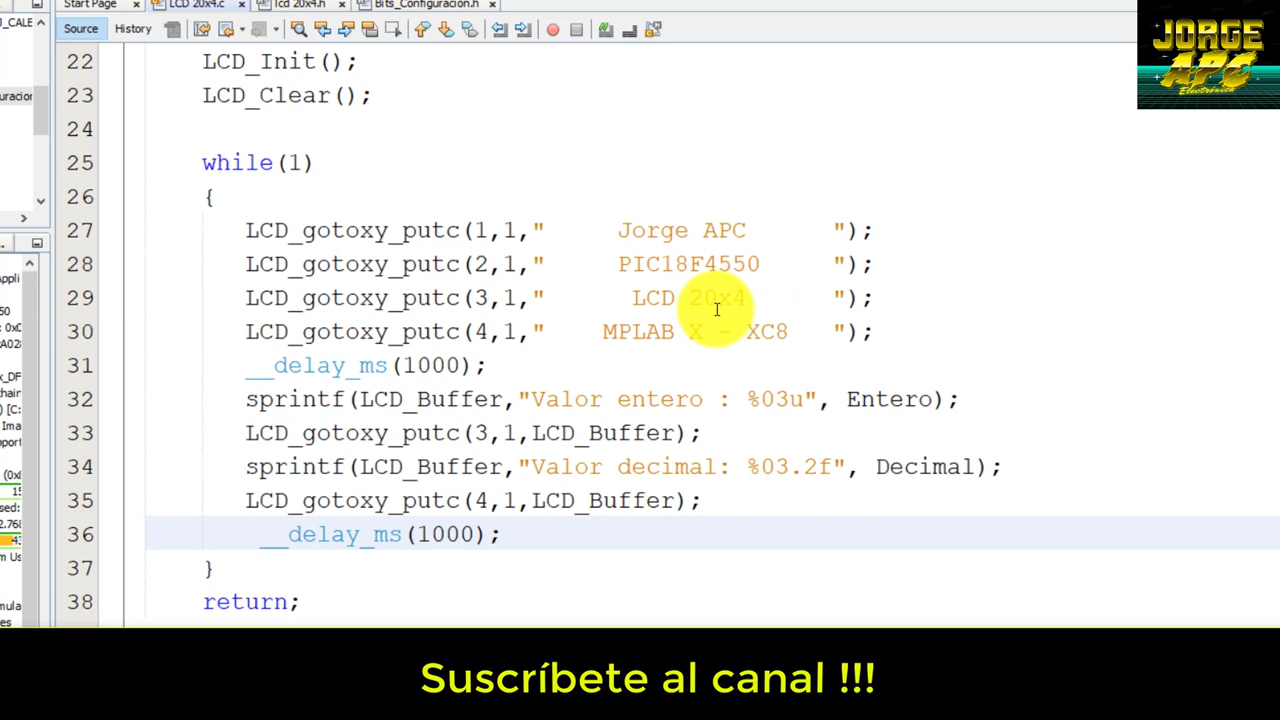 Start Page × LCD 20x4.c × lcd 20x4.h × Bits_Configuracion.h ×
Source History
JORGE
APC
Electrónica
22 LCD_Init();
23 LCD_Clear();
24
25 while(1)
26 {
27 LCD_gotoxy_putc(1,1,"     Jorge APC      ");
28 LCD_gotoxy_putc(2,1,"     PIC18F4550     ");
29 LCD_gotoxy_putc(3,1,"      LCD 20x4      ");
30 LCD_gotoxy_putc(4,1,"    MPLAB X - XC8   ");
31 __delay_ms(1000);
32 sprintf(LCD_Buffer,"Valor entero : %03u", Entero);
33 LCD_gotoxy_putc(3,1,LCD_Buffer);
34 sprintf(LCD_Buffer,"Valor decimal: %03.2f", Decimal);
35 LCD_gotoxy_putc(4,1,LCD_Buffer);
36 __delay_ms(1000);
37 }
38 return;
Suscríbete al canal !!!